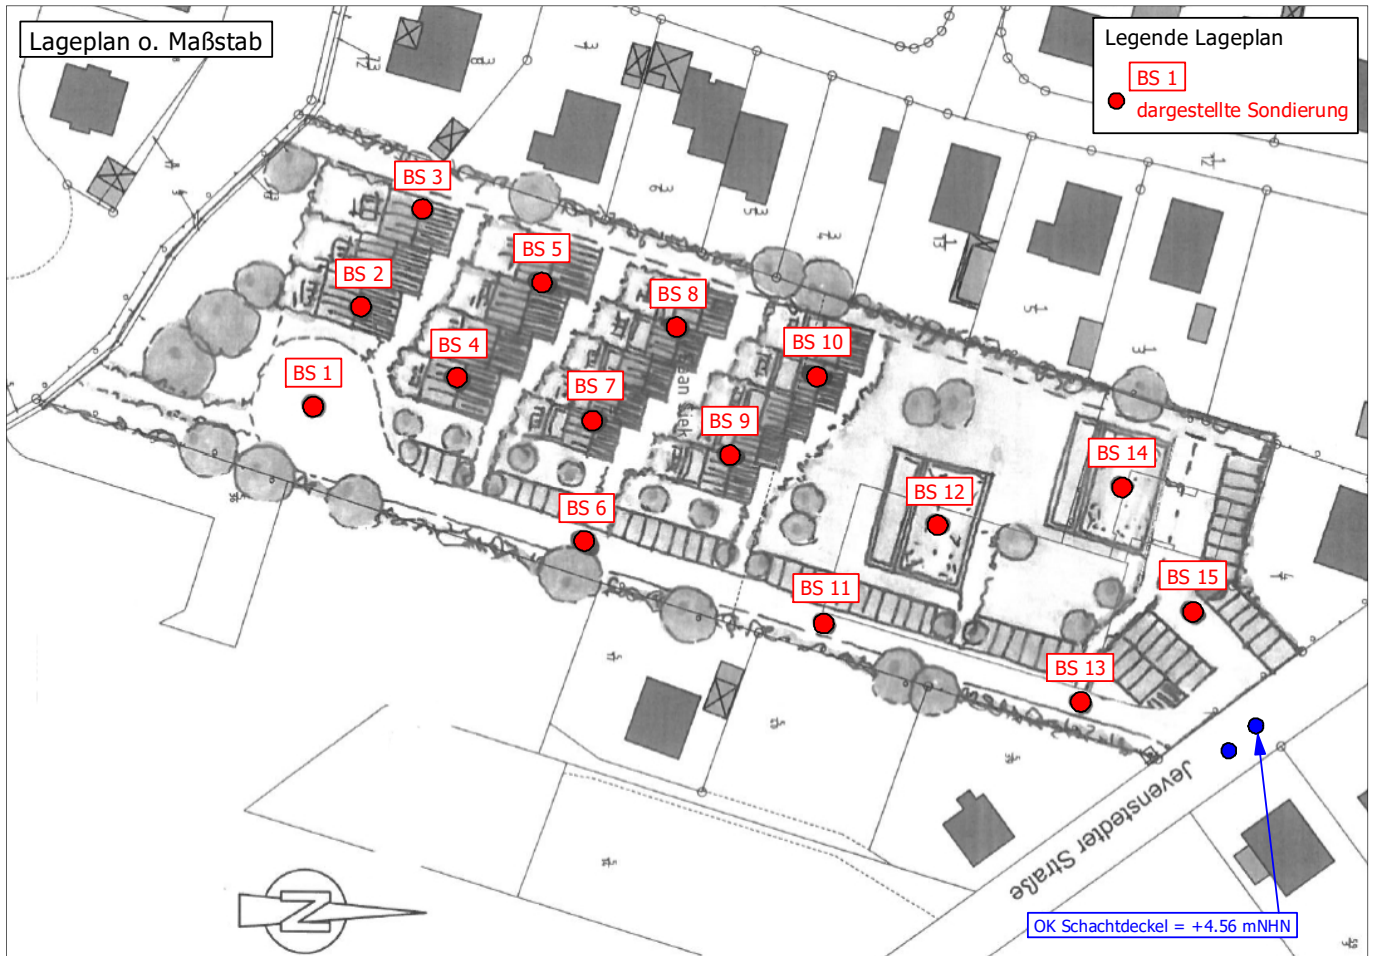 Lageplan o. Maßstab
Legende Lageplan
BS 1
dargestellte Sondierung
BS 3
BS 5
BS 2
BS 8
BS 10
BS 4
BS 1
BS 7
BS 9
BS 14
BS 12
BS 6
BS 15
BS 11
BS 13
Jevenstedter Straße
OK Schachtdeckel = +4.56 mNHN